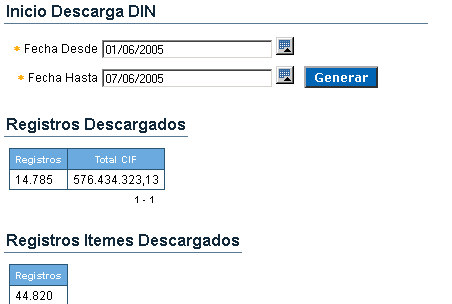 Inicio Descarga DIN
* Fecha Desde 01/06/2005
* Fecha Hasta 07/06/2005 Generar
Registros Descargados
Registros Total CIF
14.785 576.434.323,13
1 - 1
Registros Itemes Descargados
Registros
44.820